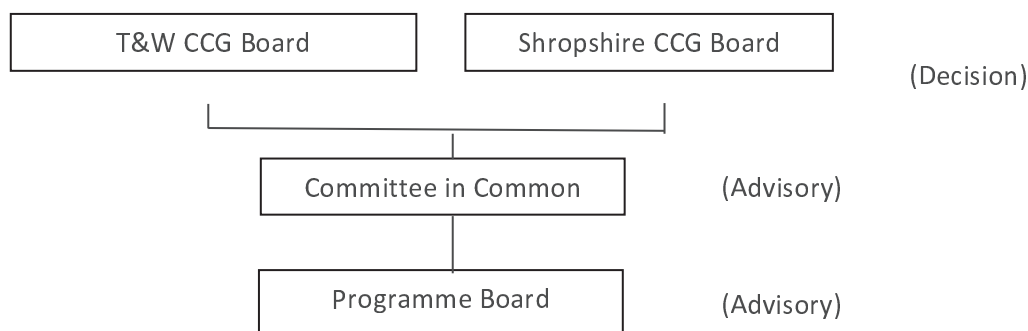 T&W CCG Board
Shropshire CCG Board
(Decision)
Committee in Common
(Advisory)
Programme Board
(Advisory)